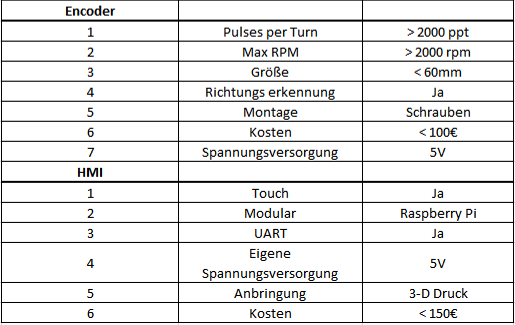 Encoder
1 Pulses per Turn > 2000 ppt
2 Max RPM > 2000 rpm
3 Größe < 60mm
4 Richtungs erkennung Ja
5 Montage Schrauben
6 Kosten < 100€
7 Spannungsversorgung 5V
HMI
1 Touch Ja
2 Modular Raspberry Pi
3 UART Ja
4 Eigene Spannungsversorgung 5V
5 Anbringung 3-D Druck
6 Kosten < 150€